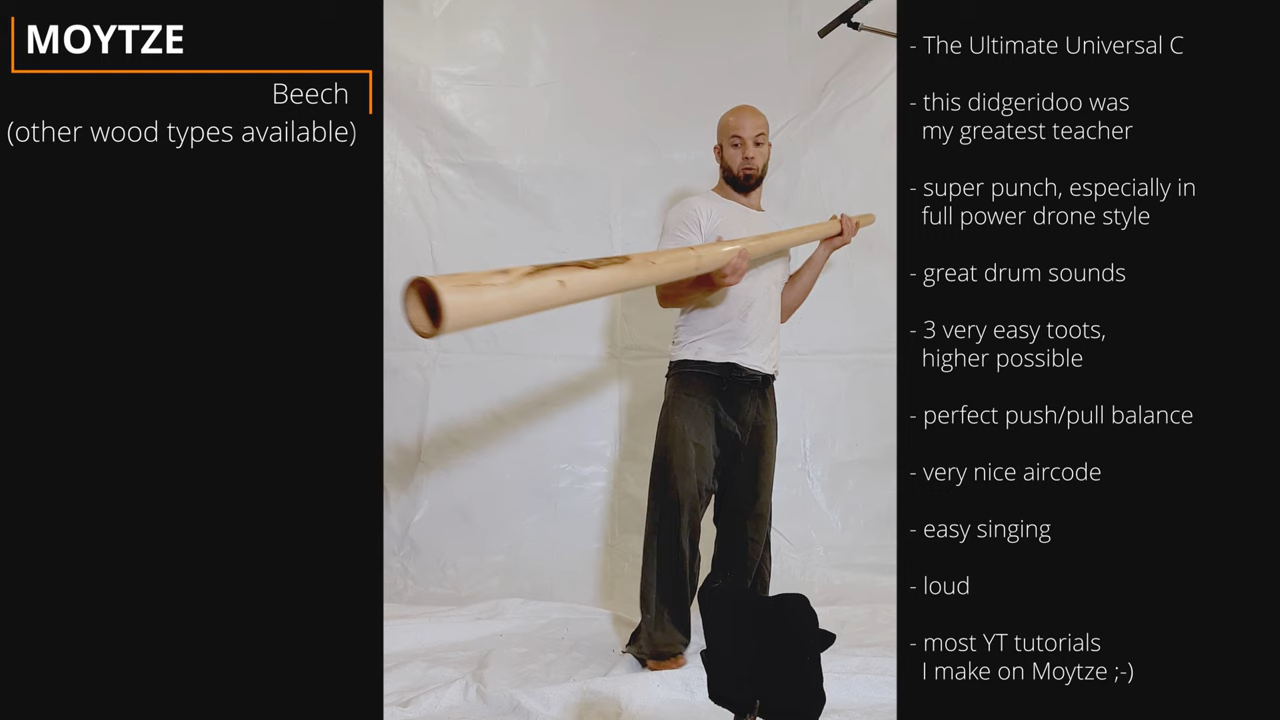 MOYTZE
Beech
(other wood types available)
- The Ultimate Universal C
- this didgeridoo was
my greatest teacher
- super punch, especially in
full power drone style
- great drum sounds
- 3 very easy toots,
higher possible
- perfect push/pull balance
- very nice aircode
- easy singing
- loud
- most YT tutorials
I make on Moytze ;-)